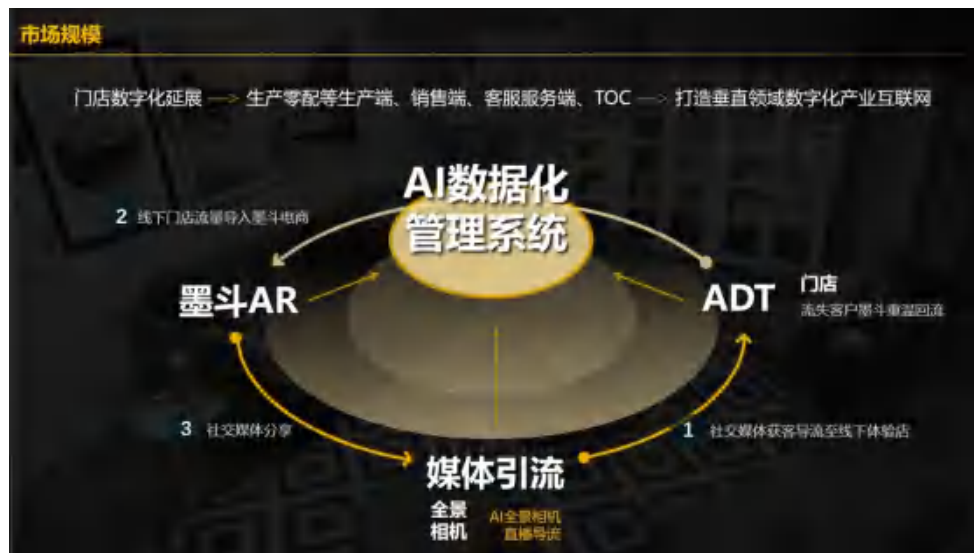 市场规模
门店数字化延展 —> 生产零配等生产端、销售端、客服服务端、TOC —> 打造垂直领域数字化产业互联网
AI数据化
管理系统
2 线下门店流量导入墨斗电商
墨斗AR
ADT
门店
流失客户墨斗重温回流
3 社交媒体分享
1 社交媒体获客导流至线下体验店
媒体引流
全景
相机
AI全景相机
直播导流